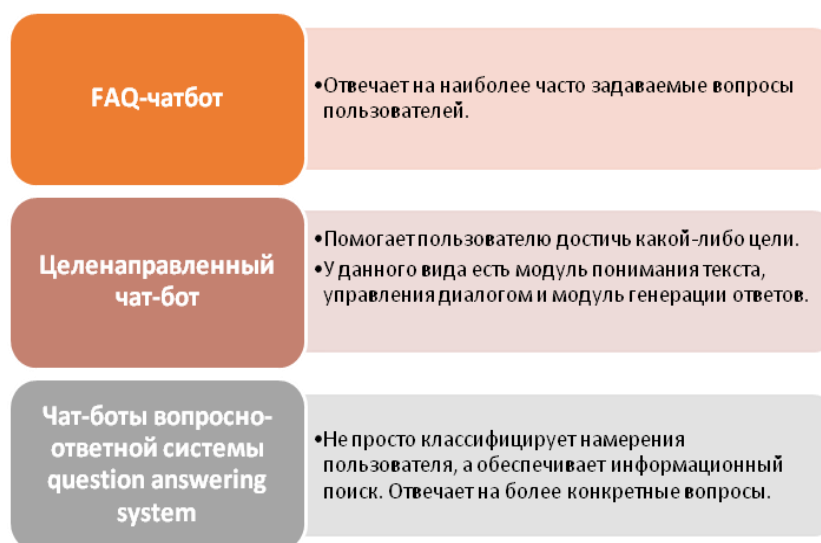 FAQ-чатбот
•Отвечает на наиболее часто задаваемые вопросы
пользователей.
Целенаправленный
чат-бот
•Помогает пользователю достичь какой-либо цели.
•У данного вида есть модуль понимания текста,
управления диалогом и модуль генерации ответов.
Чат-боты вопросно-
ответной системы
question answering
system
•Не просто классифицирует намерения
пользователя, а обеспечивает информационный
поиск. Отвечает на более конкретные вопросы.